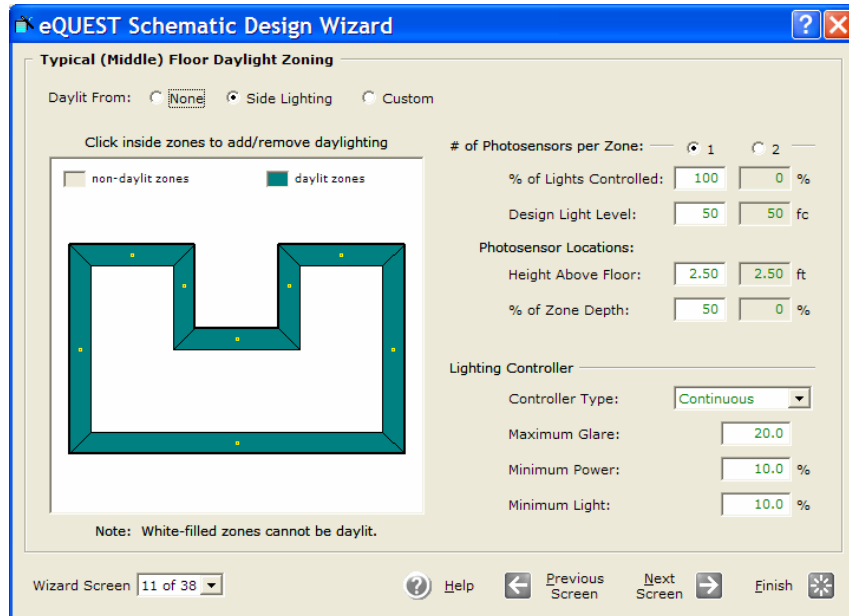 eQUEST Schematic Design Wizard
Typical (Middle) Floor Daylight Zoning
Daylit From: None Side Lighting Custom
Click inside zones to add/remove daylighting
non-daylit zones daylit zones
Note: White-filled zones cannot be daylit.
# of Photosensors per Zone: 1 2
% of Lights Controlled: 100 0 %
Design Light Level: 50 50 fc
Photosensor Locations:
Height Above Floor: 2.50 2.50 ft
% of Zone Depth: 50 0 %
Lighting Controller
Controller Type: Continuous
Maximum Glare: 20.0
Minimum Power: 10.0 %
Minimum Light: 10.0 %
Wizard Screen 11 of 38
? Help
Previous Screen
Next Screen
Finish